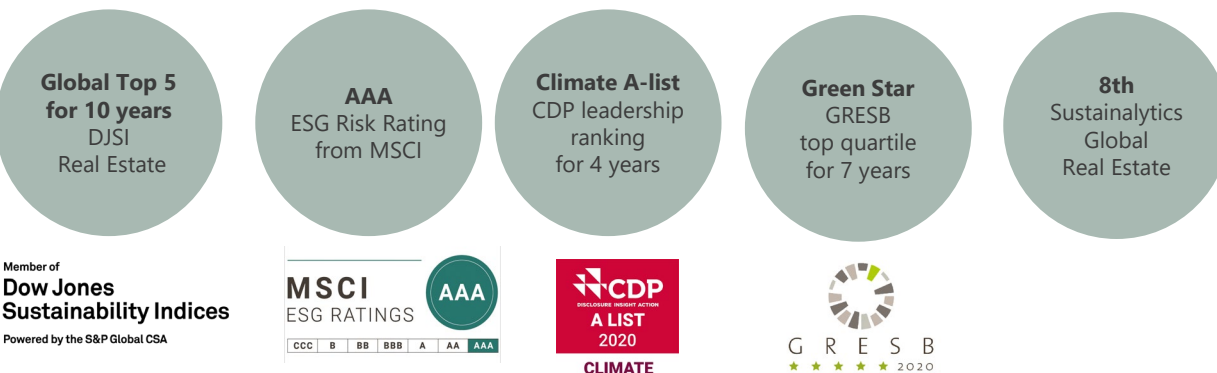 Global Top 5
for 10 years
DJSI
Real Estate
AAA
ESG Risk Rating
from MSCI
Climate A-list
CDP leadership
ranking
for 4 years
Green Star
GRESB
top quartile
for 7 years
8th
Sustainalytics
Global
Real Estate
Member of
Dow Jones
Sustainability Indices
Powered by the S&P Global CSA
MSCI
ESG RATINGS
AAA
CCC B BB BBB A AA AAA
CDP
DISCLOSURE INSIGHT ACTION
A LIST
2020
CLIMATE
GRESB
2020